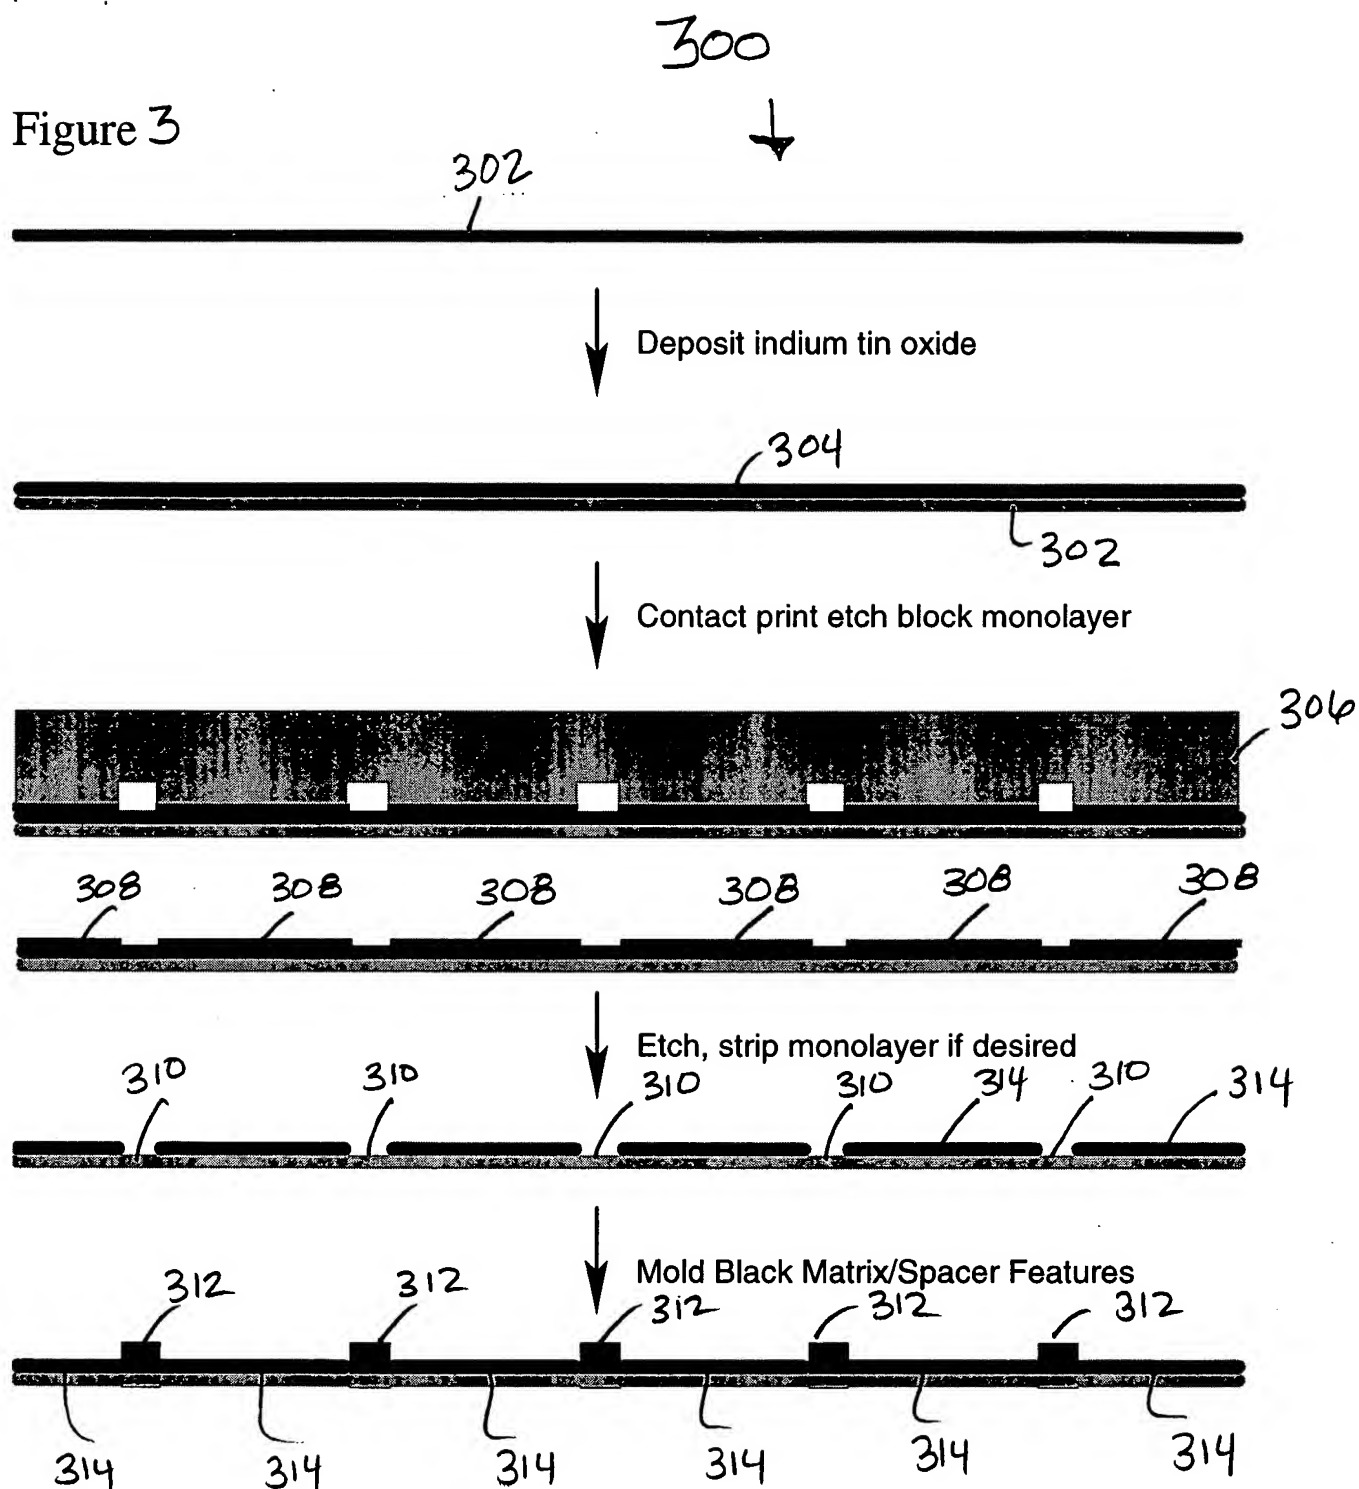 300
Figure 3
302
Deposit indium tin oxide
304
302
Contact print etch block monolayer
306
308 308 308 308 308 308
Etch, strip monolayer if desired
310 310 310 310 314 310 314
Mold Black Matrix/Spacer Features
312 312 312 312 312
314 314 314 314 314 314